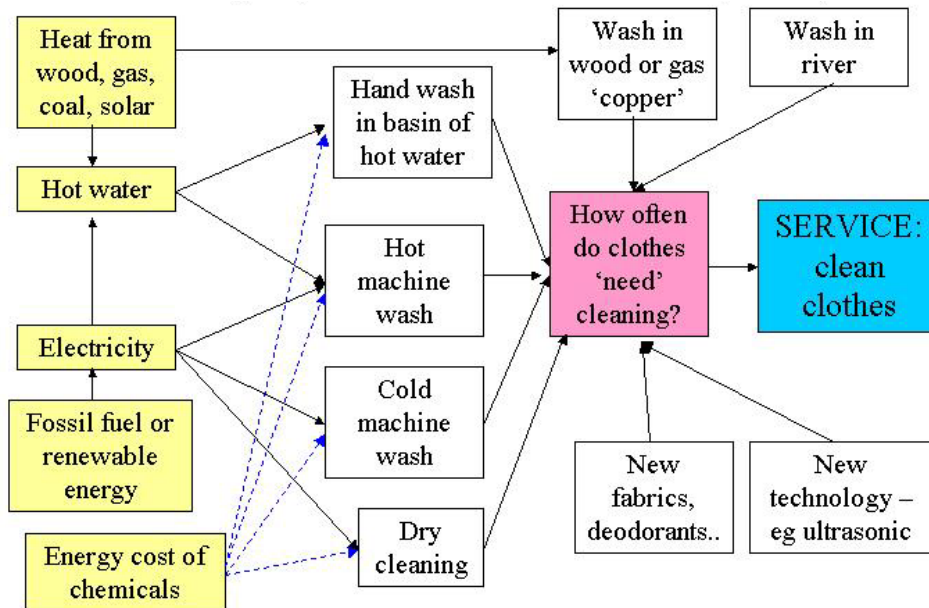 Heat from
wood, gas,
coal, solar
Wash in
wood or gas
‘copper’
Wash in
river
Hand wash
in basin of
hot water
Hot water
How often
do clothes
‘need’
cleaning?
SERVICE:
clean
clothes
Hot
machine
wash
Electricity
Cold
machine
wash
Fossil fuel or
renewable
energy
New
fabrics,
deodorants..
New
technology –
eg ultrasonic
Dry
cleaning
Energy cost of
chemicals